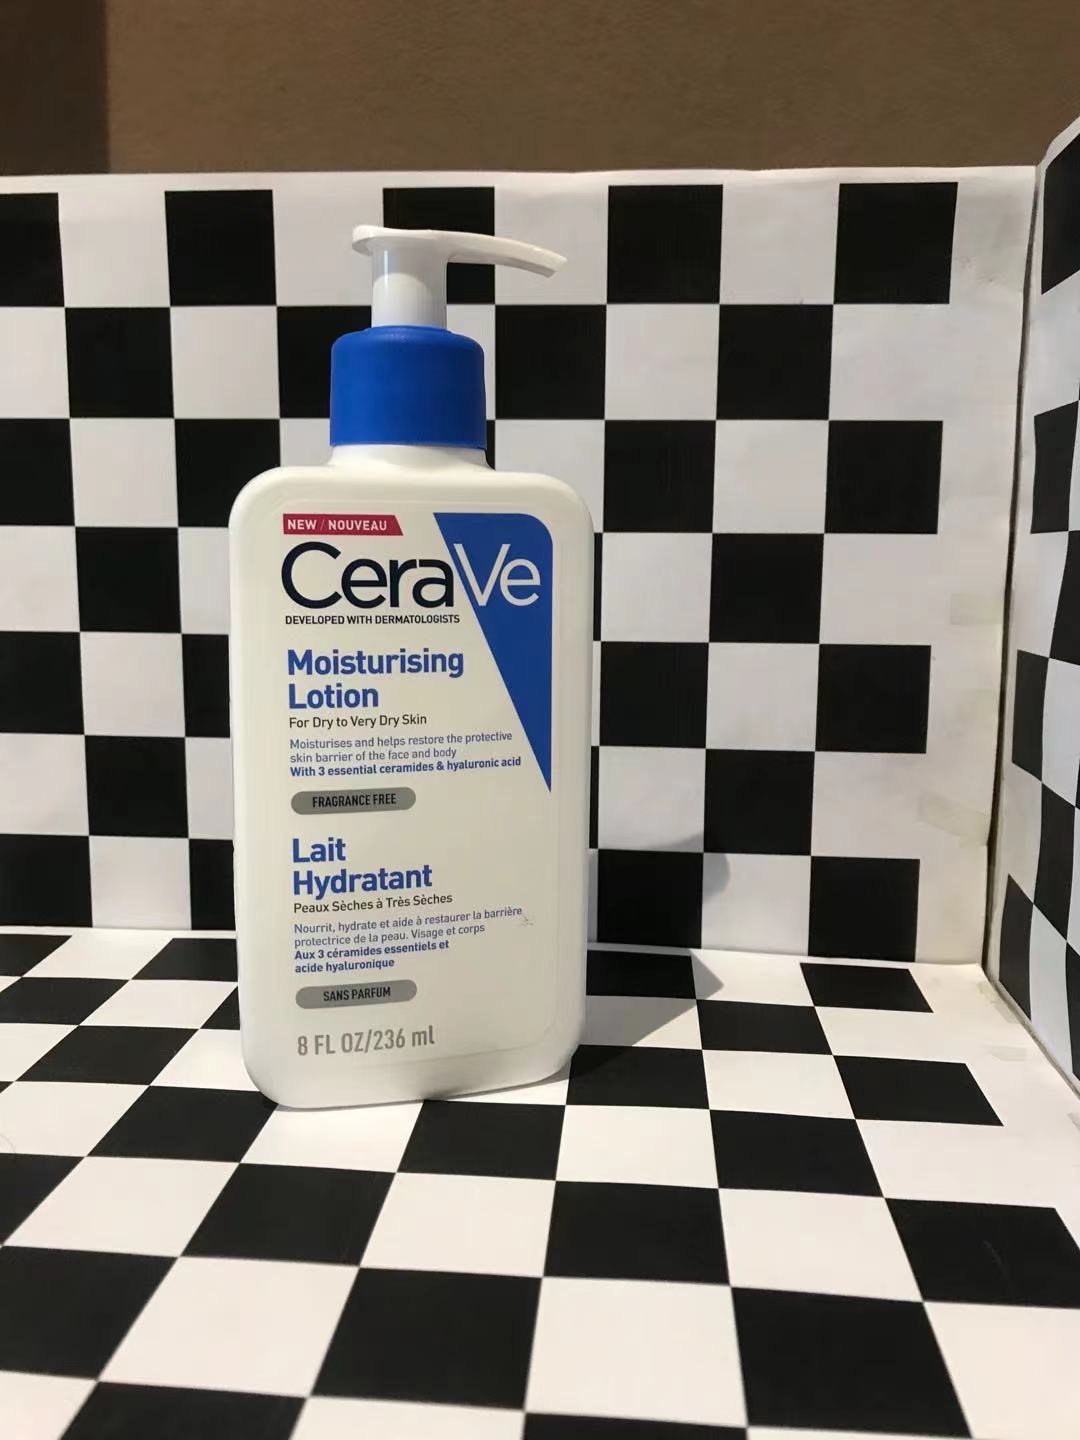 NEW / NOUVEAU
CeraVe
DEVELOPED WITH DERMATOLOGISTS
Moisturising
Lotion
For Dry to Very Dry Skin
Moisturises and helps restore the protective
skin barrier of the face and body
With 3 essential ceramides & hyaluronic acid
FRAGRANCE FREE
Lait
Hydratant
Peaux Sèches à Très Sèches
Nourrit, hydrate et aide à restaurer la barrière
protectrice de la peau. Visage et corps
Aux 3 céramides essentiels et
acide hyaluronique
SANS PARFUM
8 FL OZ/236 ml